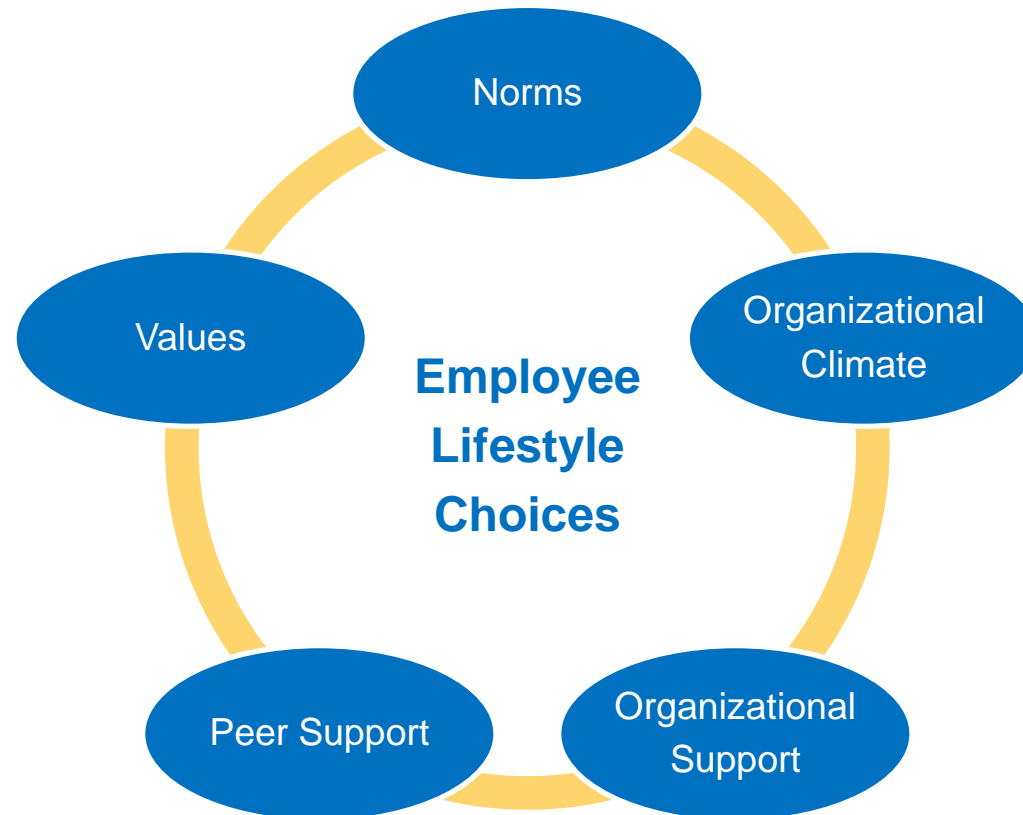 Norms
Values
Organizational
Climate
Employee
Lifestyle
Choices
Peer Support
Organizational
Support